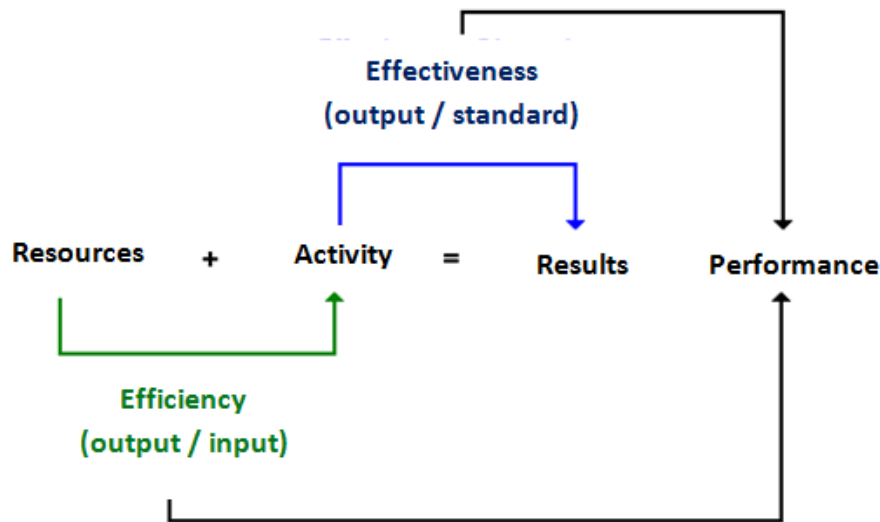 Effectiveness
(output / standard)
Resources + Activity = Results Performance
Efficiency
(output / input)